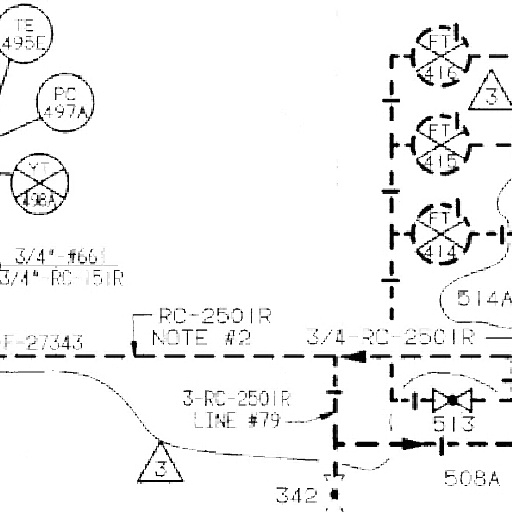 TE
495E
PC
497A
YT
498A
3/4"-#661
3/4"-RC-151R
FT
416
3
FT
415
FT
414
514A
RC-2501R
NOTE #2
3/4-RC-2501R
F-27343
3-RC-2501R
LINE #79
513
3
342
508A